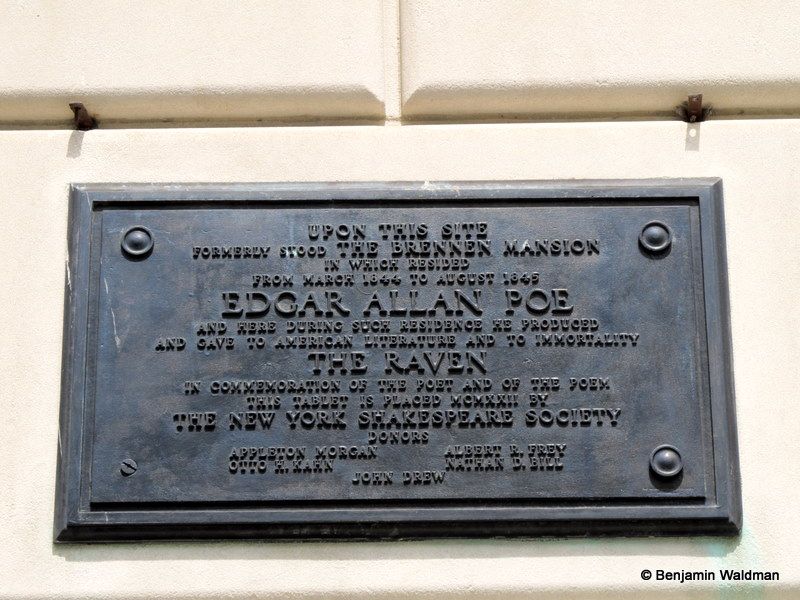 UPON THIS SITE
FORMERLY STOOD THE BRENNEN MANSION
IN WHICH RESIDED
FROM MARCH 1844 TO AUGUST 1845
EDGAR ALLAN POE
AND HERE DURING SUCH RESIDENCE HE PRODUCED
AND GAVE TO AMERICAN LITERATURE AND TO IMMORTALITY
THE RAVEN
IN COMMEMORATION OF THE POET AND OF THE POEM
THIS TABLET IS PLACED MCMXXII BY
THE NEW YORK SHAKESPEARE SOCIETY
DONORS
APPLETON MORGAN ALBERT R. FREY
OTTO H. KAHN NATHAN D. BILL
JOHN DREW
© Benjamin Waldman